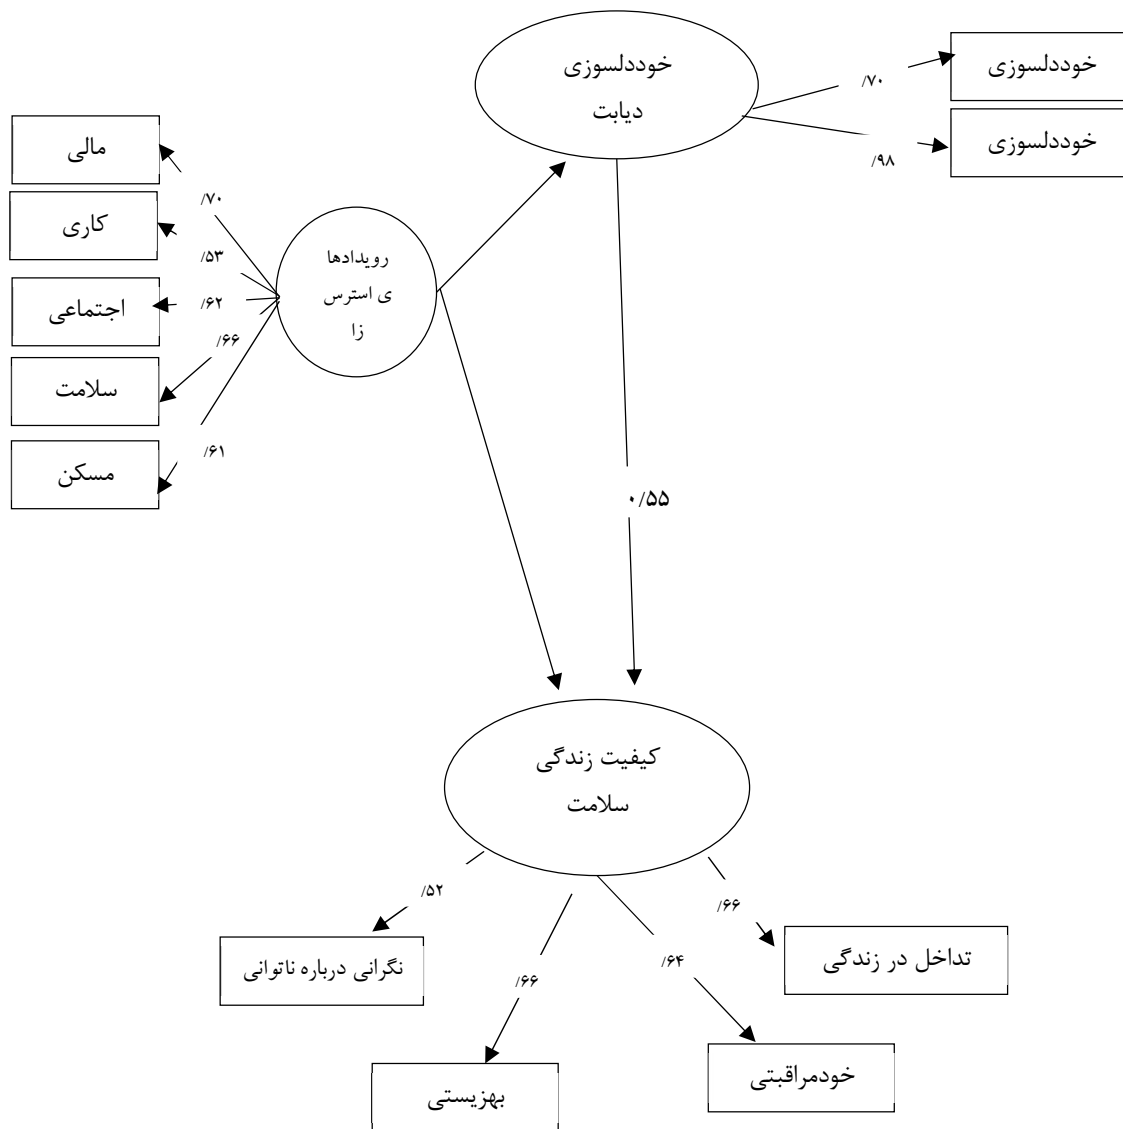 خوددلسوزی
دیابت
خوددلسوزی
خوددلسوزی
/۷۰
/۹۸
مالی
کاری
اجتماعی
سلامت
مسکن
/۷۰
/۵۳
/۶۲
/۶۶
/۶۱
رویدادها
ی استرس
زا
۰/۵۵
کیفیت زندگی
سلامت
/۵۲
/۶۶
/۶۴
/۶۶
نگرانی درباره ناتوانی
بهزیستی
خودمراقبتی
تداخل در زندگی